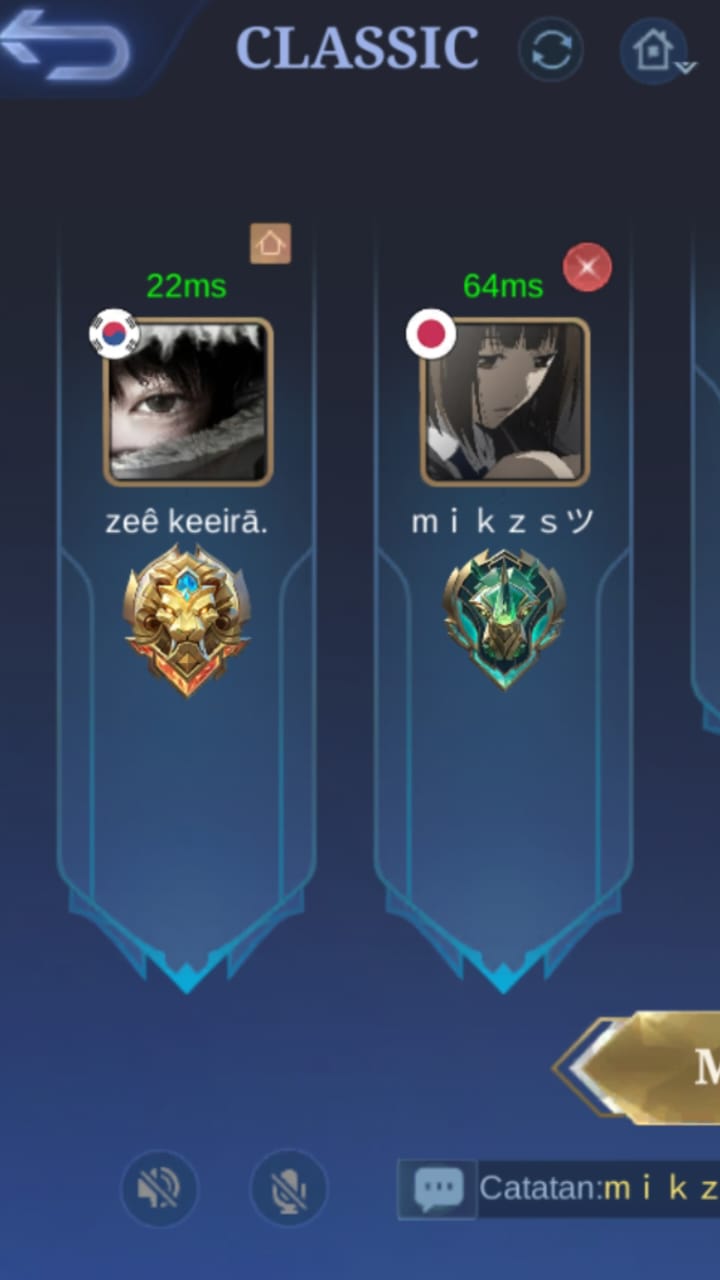 CLASSIC
22ms
64ms
zeê keeirā.
m i k z s ツ
M
Catatan:m i k z